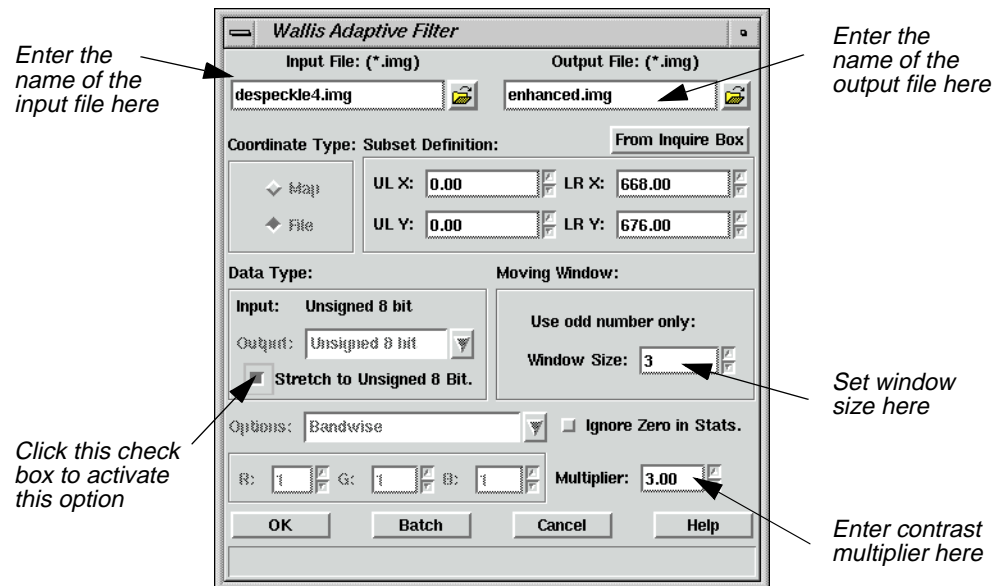 Wallis Adaptive Filter
Enter the
name of the
input file here
Enter the
name of the
output file here
Input File: (*.img)
Output File: (*.img)
despeckle4.img
enhanced.img
From Inquire Box
Coordinate Type:
Subset Definition:
Map
File
UL X: 0.00
LR X: 668.00
UL Y: 0.00
LR Y: 676.00
Data Type:
Moving Window:
Input: Unsigned 8 bit
Output: Unsigned 8 bit
Stretch to Unsigned 8 Bit.
Use odd number only:
Window Size: 3
Set window
size here
Click this check
box to activate
this option
Options: Bandwise
Ignore Zero in Stats.
R: 1 G: 1 B: 1
Multiplier: 3.00
Enter contrast
multiplier here
OK
Batch
Cancel
Help